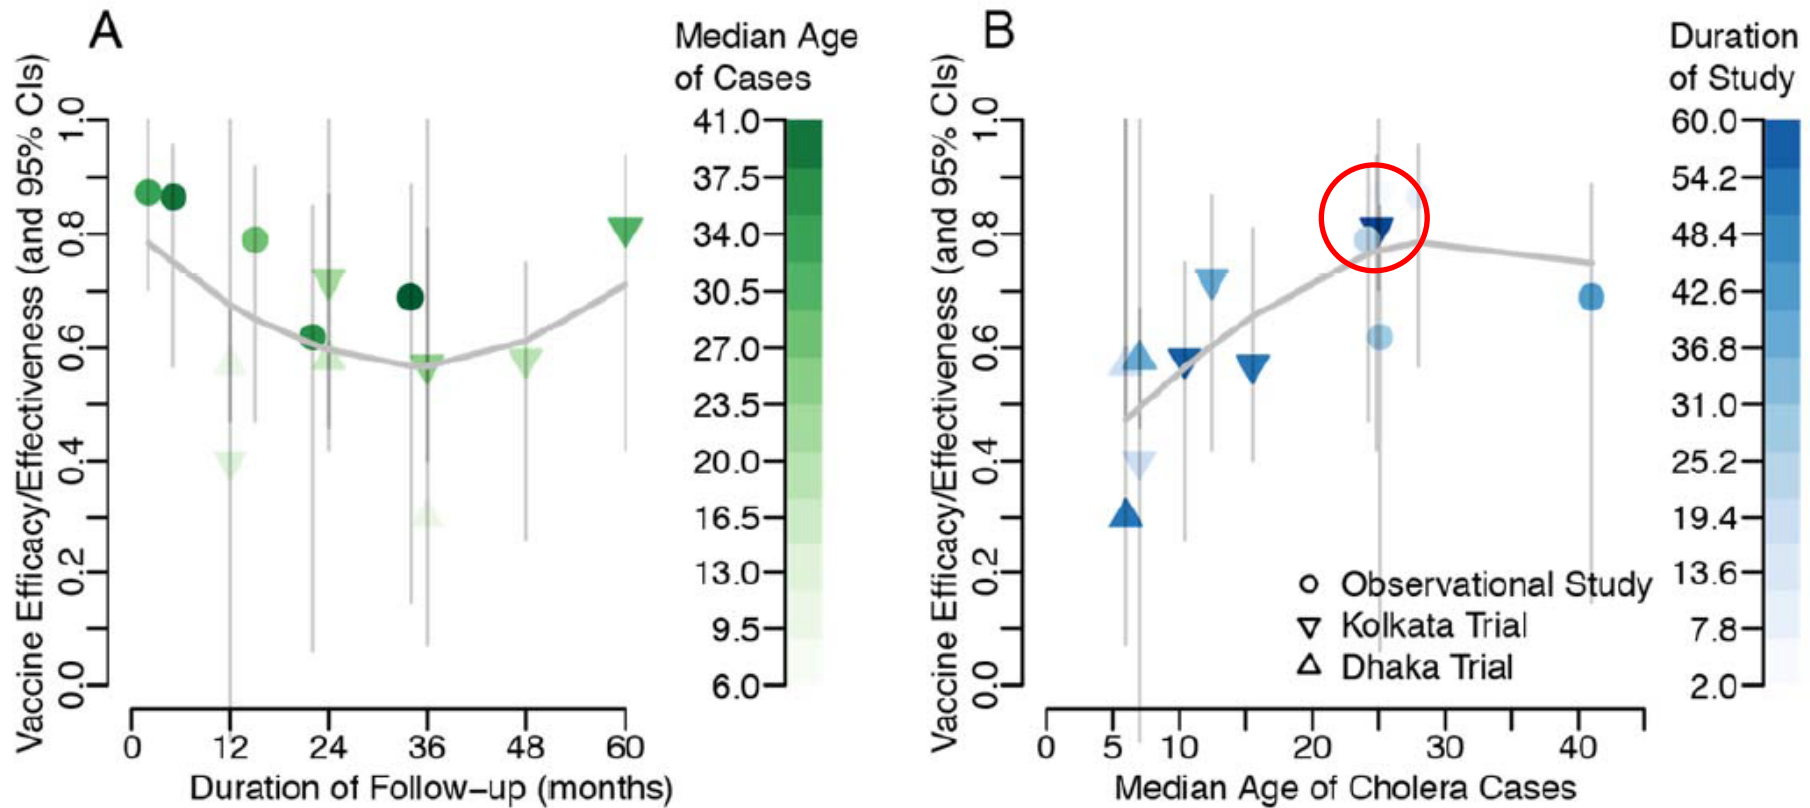 A
Median Age
of Cases
Vaccine Efficacy/Effectiveness (and 95% CIs)
1.0
0.8
0.6
0.4
0.2
0.0
41.0
37.5
34.0
30.5
27.0
23.5
20.0
16.5
13.0
9.5
6.0
0 12 24 36 48 60
Duration of Follow-up (months)
B
Duration
of Study
Vaccine Efficacy/Effectiveness (and 95% CIs)
1.0
0.8
0.6
0.4
0.2
0.0
60.0
54.2
48.4
42.6
36.8
31.0
25.2
19.4
13.6
7.8
2.0
Observational Study
Kolkata Trial
Dhaka Trial
0 5 10 20 30 40
Median Age of Cholera Cases